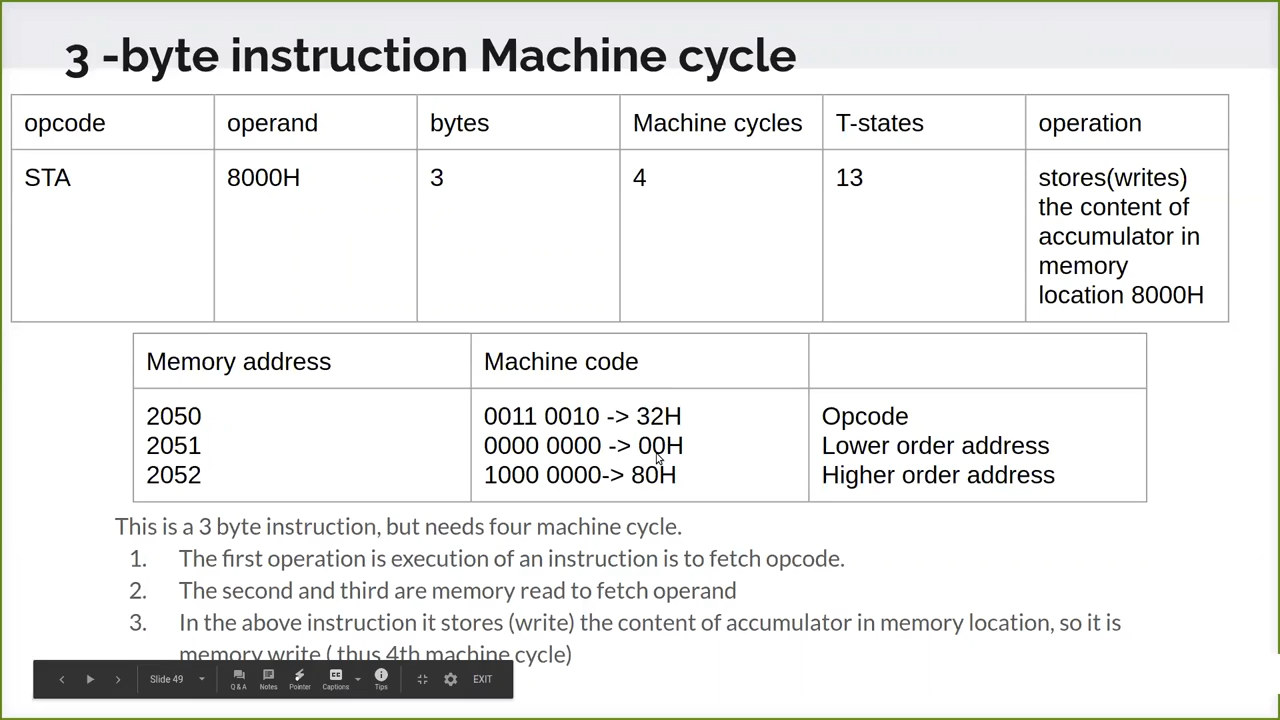 3 -byte instruction Machine cycle
opcode operand bytes Machine cycles T-states operation
STA 8000H 3 4 13 stores(writes)
the content of
accumulator in
memory
location 8000H
Memory address Machine code
2050 0011 0010 -> 32H Opcode
2051 0000 0000 -> 00H Lower order address
2052 1000 0000-> 80H Higher order address
This is a 3 byte instruction, but needs four machine cycle.
1. The first operation is execution of an instruction is to fetch opcode.
2. The second and third are memory read to fetch operand
3. In the above instruction it stores (write) the content of accumulator in memory location, so it is
memory write ( thus 4th machine cycle)
Slide 49 Q & A Notes Pointer Captions Tips EXIT